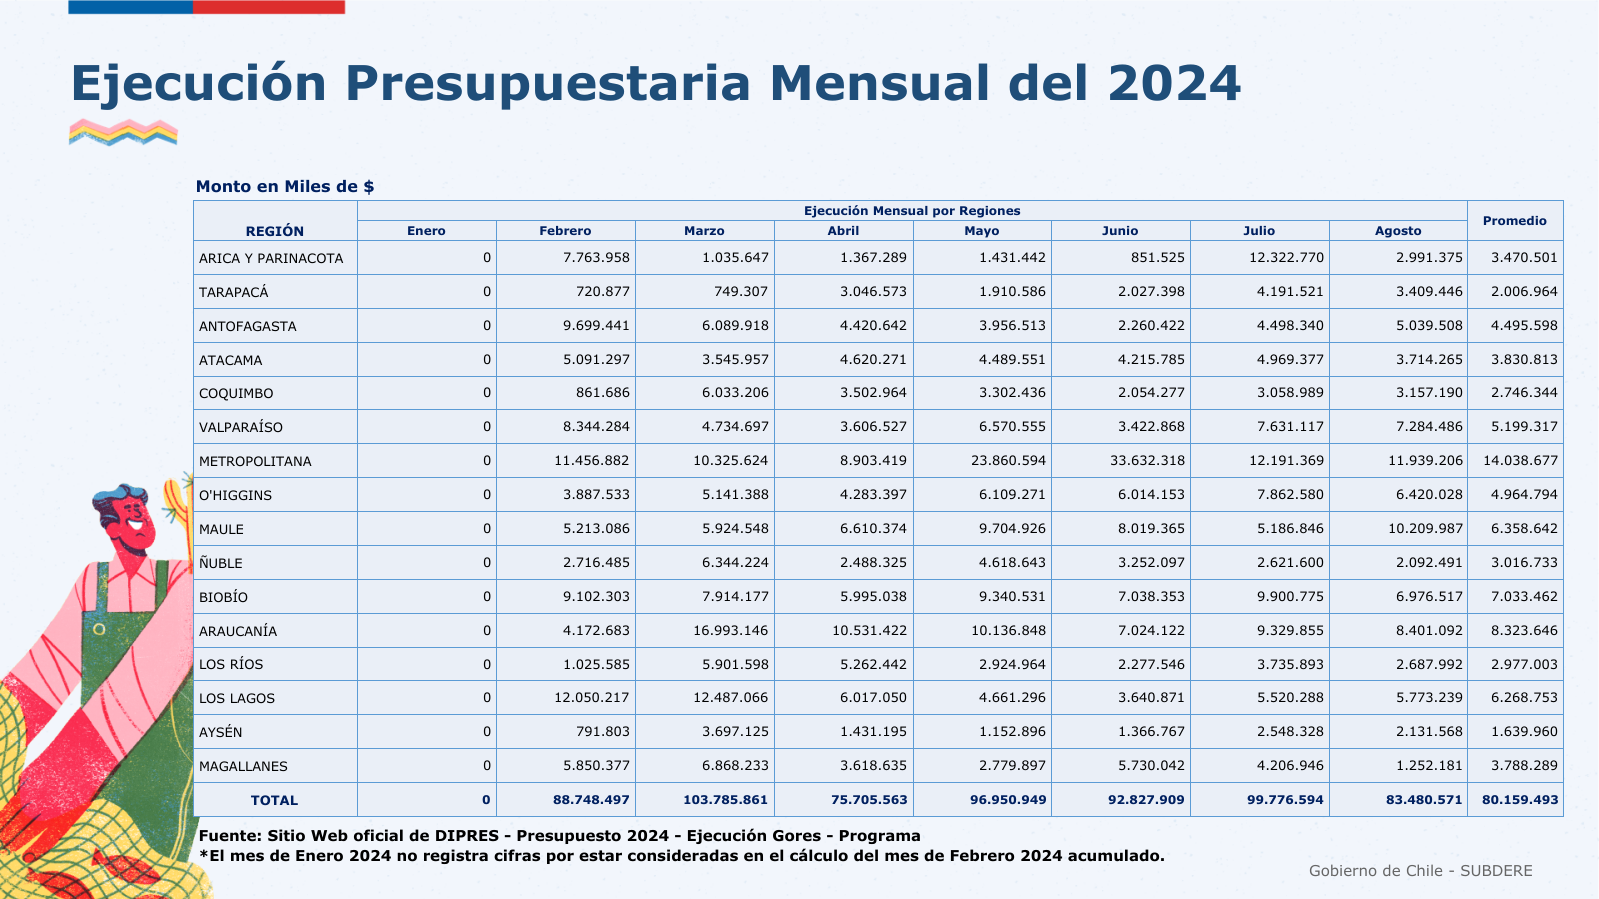 Ejecución Presupuestaria Mensual del 2024
Monto en Miles de $
REGIÓN Ejecución Mensual por Regiones Promedio
Enero Febrero Marzo Abril Mayo Junio Julio Agosto
ARICA Y PARINACOTA 0 7.763.958 1.035.647 1.367.289 1.431.442 851.525 12.322.770 2.991.375 3.470.501
TARAPACÁ 0 720.877 749.307 3.046.573 1.910.586 2.027.398 4.191.521 3.409.446 2.006.964
ANTOFAGASTA 0 9.699.441 6.089.918 4.420.642 3.956.513 2.260.422 4.498.340 5.039.508 4.495.598
ATACAMA 0 5.091.297 3.545.957 4.620.271 4.489.551 4.215.785 4.969.377 3.714.265 3.830.813
COQUIMBO 0 861.686 6.033.206 3.502.964 3.302.436 2.054.277 3.058.989 3.157.190 2.746.344
VALPARAÍSO 0 8.344.284 4.734.697 3.606.527 6.570.555 3.422.868 7.631.117 7.284.486 5.199.317
METROPOLITANA 0 11.456.882 10.325.624 8.903.419 23.860.594 33.632.318 12.191.369 11.939.206 14.038.677
O'HIGGINS 0 3.887.533 5.141.388 4.283.397 6.109.271 6.014.153 7.862.580 6.420.028 4.964.794
MAULE 0 5.213.086 5.924.548 6.610.374 9.704.926 8.019.365 5.186.846 10.209.987 6.358.642
ÑUBLE 0 2.716.485 6.344.224 2.488.325 4.618.643 3.252.097 2.621.600 2.092.491 3.016.733
BIOBÍO 0 9.102.303 7.914.177 5.995.038 9.340.531 7.038.353 9.900.775 6.976.517 7.033.462
ARAUCANÍA 0 4.172.683 16.993.146 10.531.422 10.136.848 7.024.122 9.329.855 8.401.092 8.323.646
LOS RÍOS 0 1.025.585 5.901.598 5.262.442 2.924.964 2.277.546 3.735.893 2.687.992 2.977.003
LOS LAGOS 0 12.050.217 12.487.066 6.017.050 4.661.296 3.640.871 5.520.288 5.773.239 6.268.753
AYSÉN 0 791.803 3.697.125 1.431.195 1.152.896 1.366.767 2.548.328 2.131.568 1.639.960
MAGALLANES 0 5.850.377 6.868.233 3.618.635 2.779.897 5.730.042 4.206.946 1.252.181 3.788.289
TOTAL 0 88.748.497 103.785.861 75.705.563 96.950.949 92.827.909 99.776.594 83.480.571 80.159.493
Fuente: Sitio Web oficial de DIPRES - Presupuesto 2024 - Ejecución Gores - Programa
*El mes de Enero 2024 no registra cifras por estar consideradas en el cálculo del mes de Febrero 2024 acumulado.
Gobierno de Chile - SUBDERE